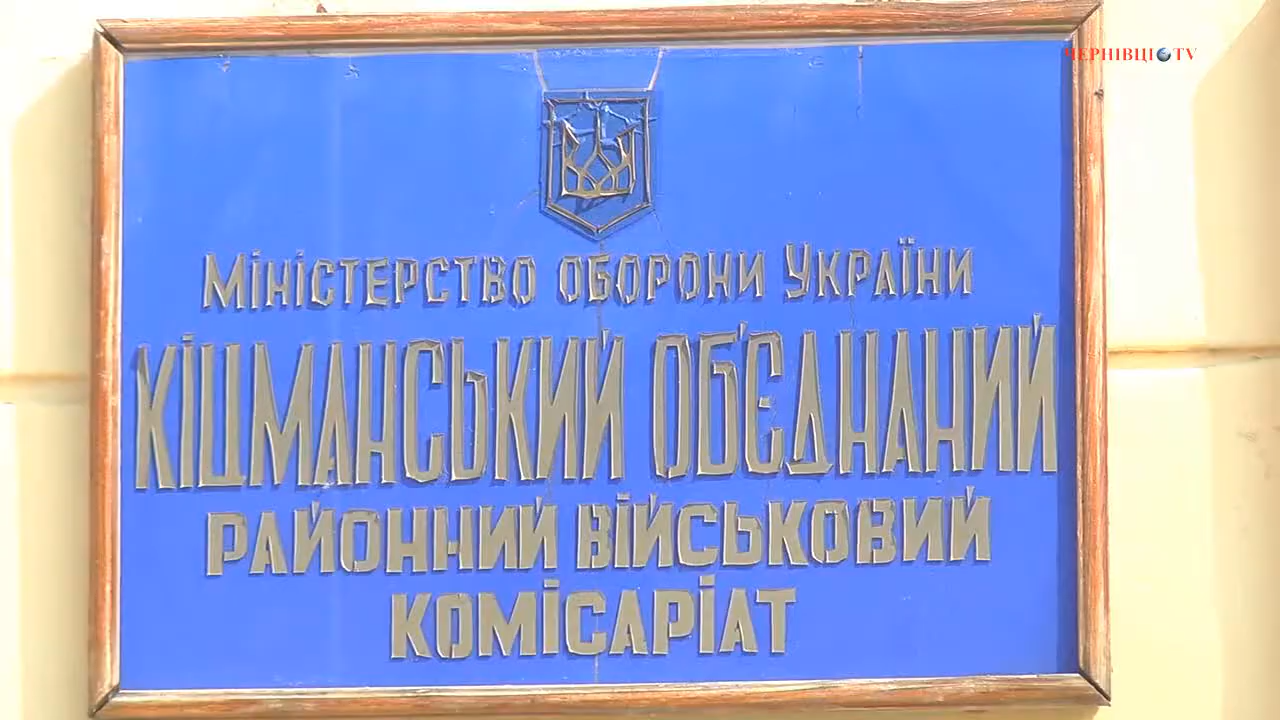 ЧЕРНІВЦІ TV
Міністерство оборони України
КІЦМАНСЬКИЙ ОБ'ЄДНАНИЙ
РАЙОННИЙ ВІЙСЬКОВИЙ
КОМІСАРІАТ